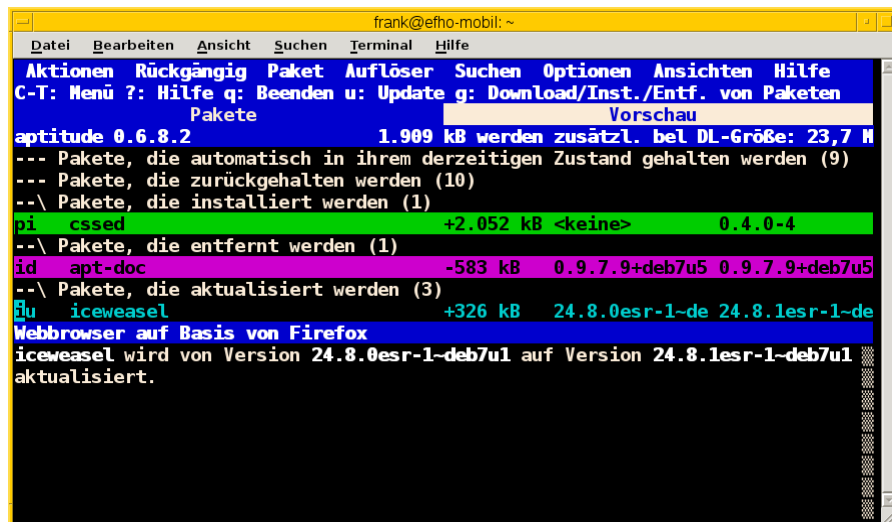 frank@efho-mobil: ~
Datei Bearbeiten Ansicht Suchen Terminal Hilfe
Aktionen Rückgängig Paket Auflöser Suchen Optionen Ansichten Hilfe
C-T: Menü ?: Hilfe q: Beenden u: Update g: Download/Inst./Entf. von Paketen
Pakete Vorschau
aptitude 0.6.8.2 1.909 kB werden zusätzl. bel DL-Größe: 23,7 M
--- Pakete, die automatisch in ihrem derzeitigen Zustand gehalten werden (9)
--- Pakete, die zurückgehalten werden (10)
--\ Pakete, die installiert werden (1)
pi cssed +2.052 kB <keine> 0.4.0-4
--\ Pakete, die entfernt werden (1)
id apt-doc -583 kB 0.9.7.9+deb7u5 0.9.7.9+deb7u5
--\ Pakete, die aktualisiert werden (3)
iu iceweasel +326 kB 24.8.0esr-1~de 24.8.1esr-1~de
Webbrowser auf Basis von Firefox
iceweasel wird von Version 24.8.0esr-1~deb7u1 auf Version 24.8.1esr-1~deb7u1
aktualisiert.